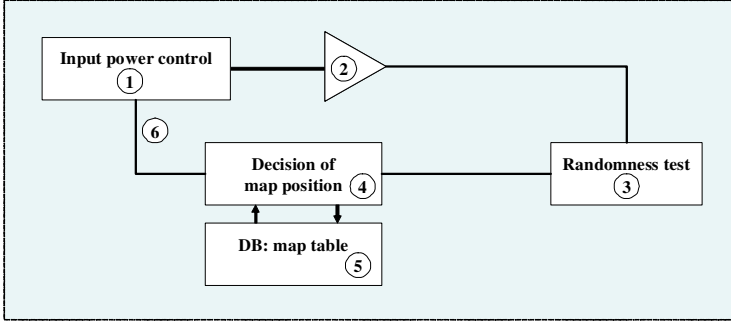 Input power control
1
2
6
Decision of
map position
4
Randomness test
3
DB: map table
5